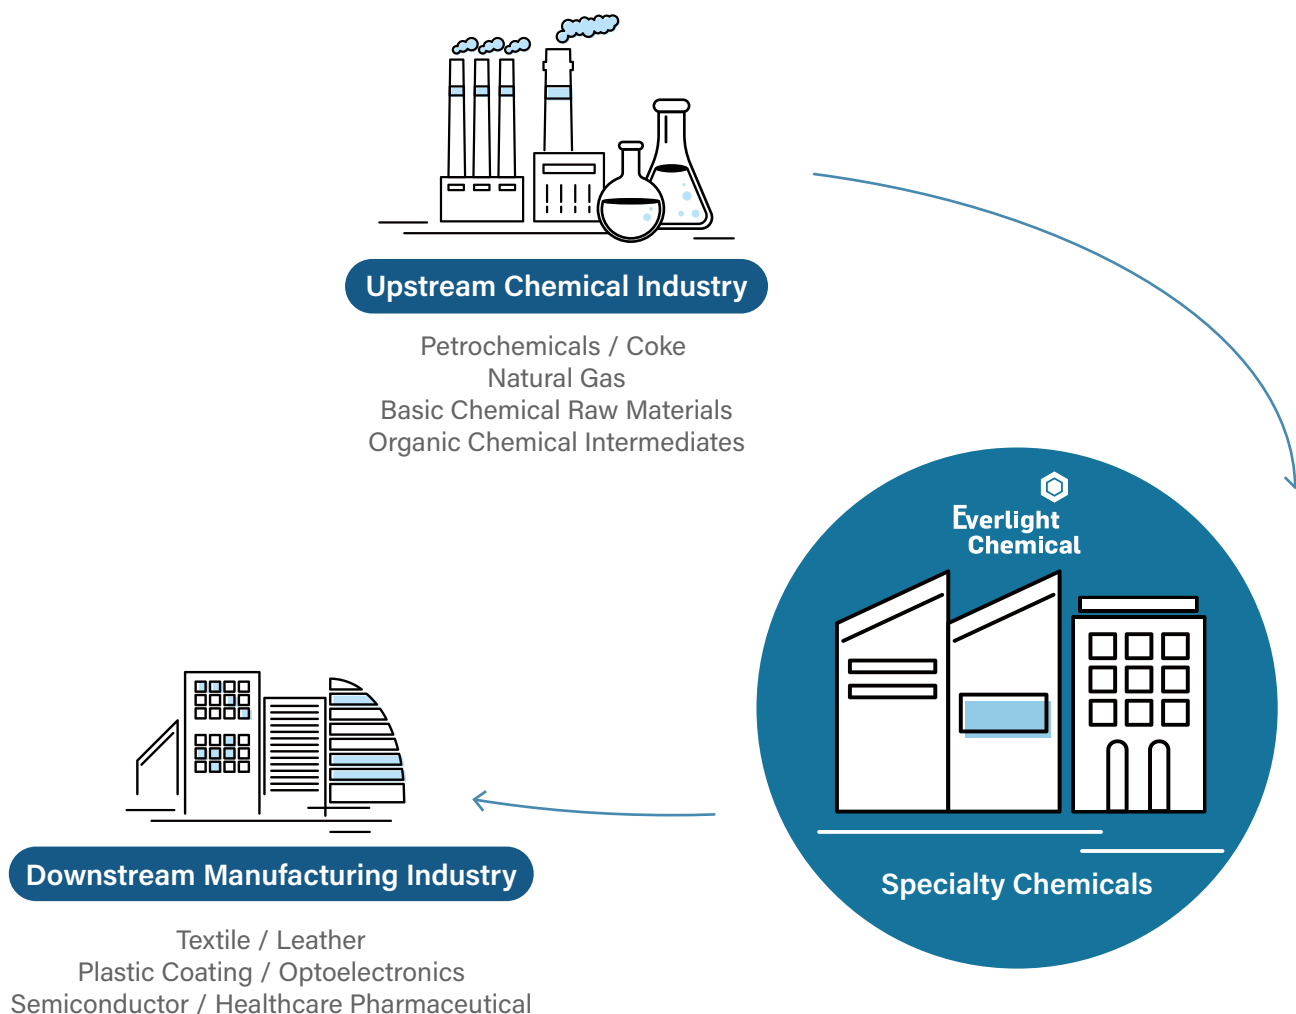 Upstream Chemical Industry
Petrochemicals / Coke
Natural Gas
Basic Chemical Raw Materials
Organic Chemical Intermediates
Everlight
Chemical
Specialty Chemicals
Downstream Manufacturing Industry
Textile / Leather
Plastic Coating / Optoelectronics
Semiconductor / Healthcare Pharmaceutical